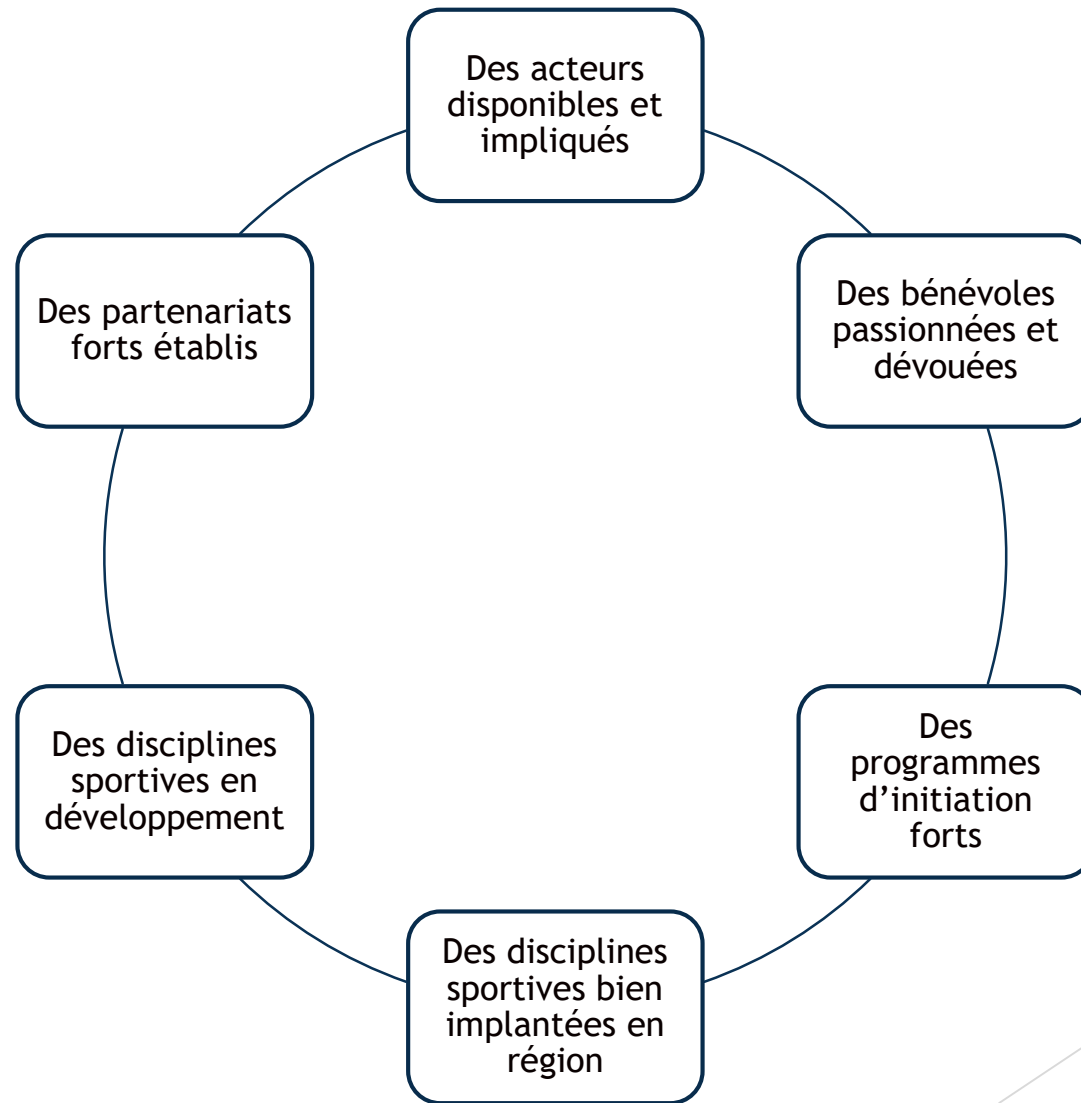 Des acteurs
disponibles et
impliqués
Des bénévoles
passionnées et
dévouées
Des
programmes
d’initiation
forts
Des disciplines
sportives bien
implantées en
région
Des disciplines
sportives en
développement
Des partenariats
forts établis